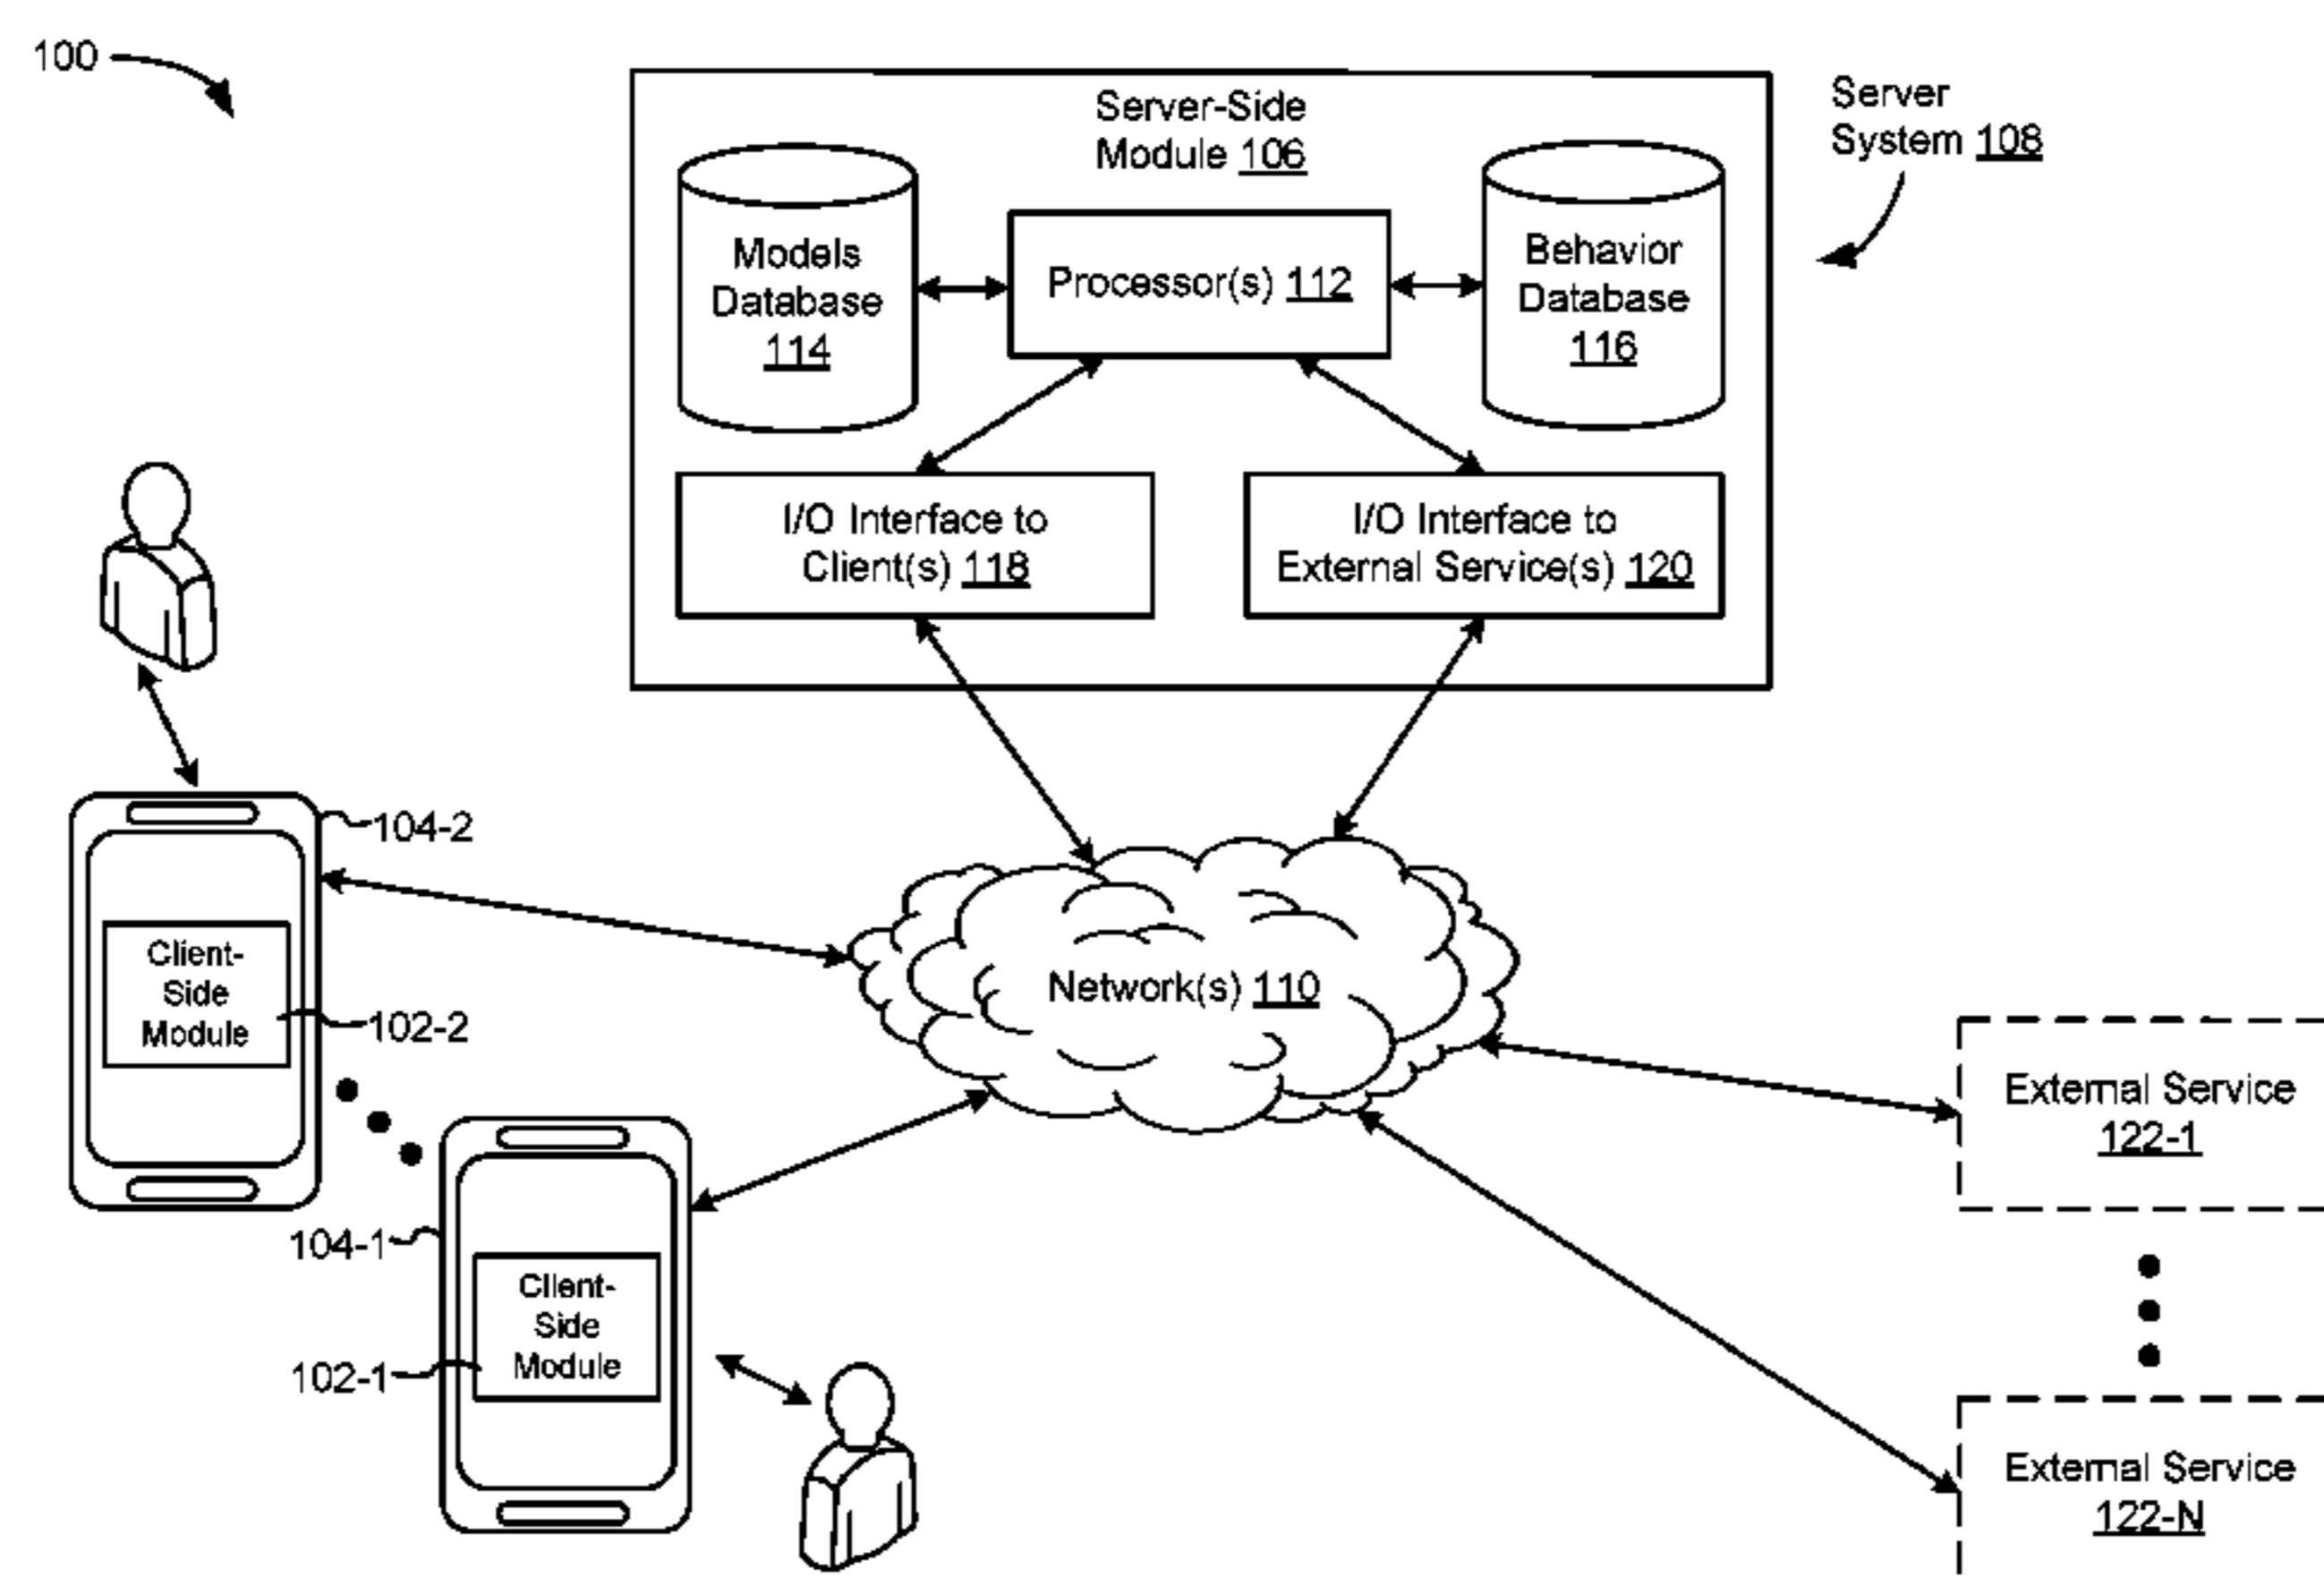 100
Server-Side
Module 106
Server
System 108
Models
Database
114
Processor(s) 112
Behavior
Database
116
I/O Interface to
Client(s) 118
I/O Interface to
External Service(s) 120
104-2
Client-
Side
Module
102-2
Network(s) 110
104-1
Client-
Side
Module
102-1
External Service
122-1
External Service
122-N